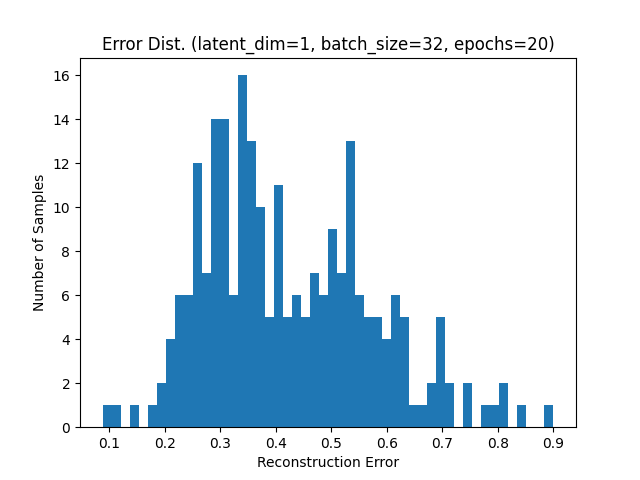 Error Dist. (latent_dim=1, batch_size=32, epochs=20)
16
14
12
10
8
6
4
2
0
Number of Samples
0.1 0.2 0.3 0.4 0.5 0.6 0.7 0.8 0.9
Reconstruction Error